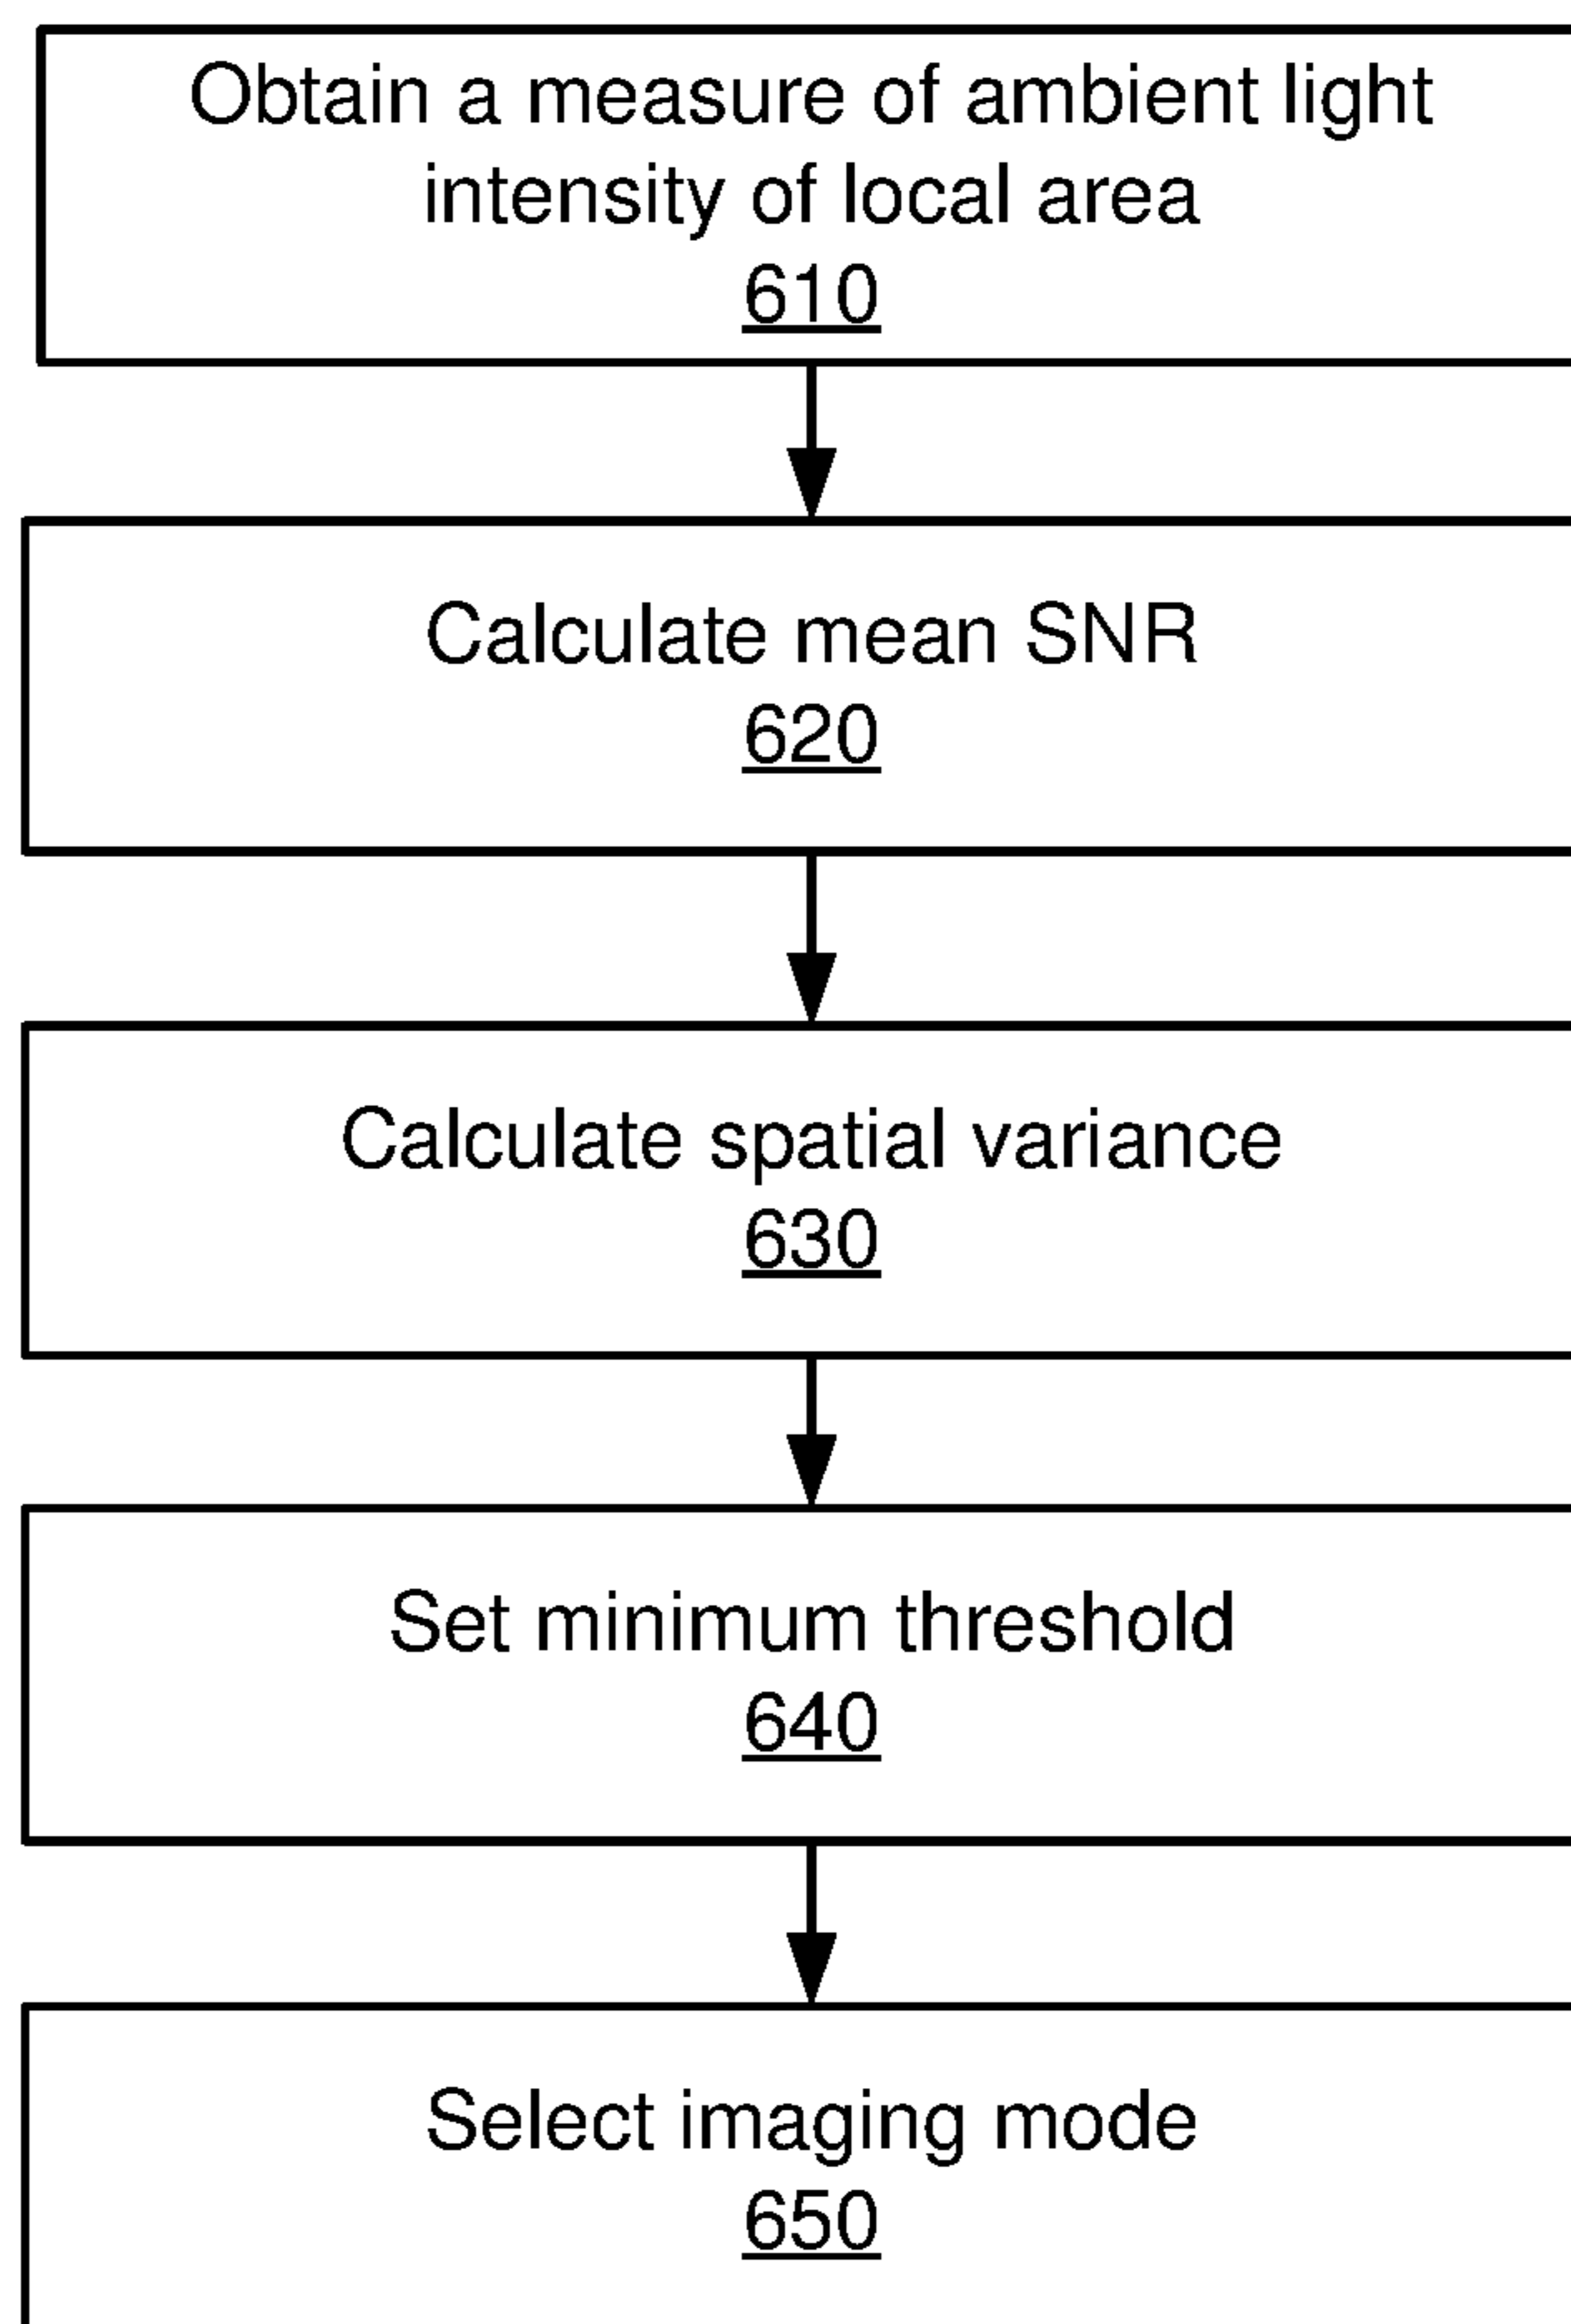 Obtain a measure of ambient light
intensity of local area
610
Calculate mean SNR
620
Calculate spatial variance
630
Set minimum threshold
640
Select imaging mode
650